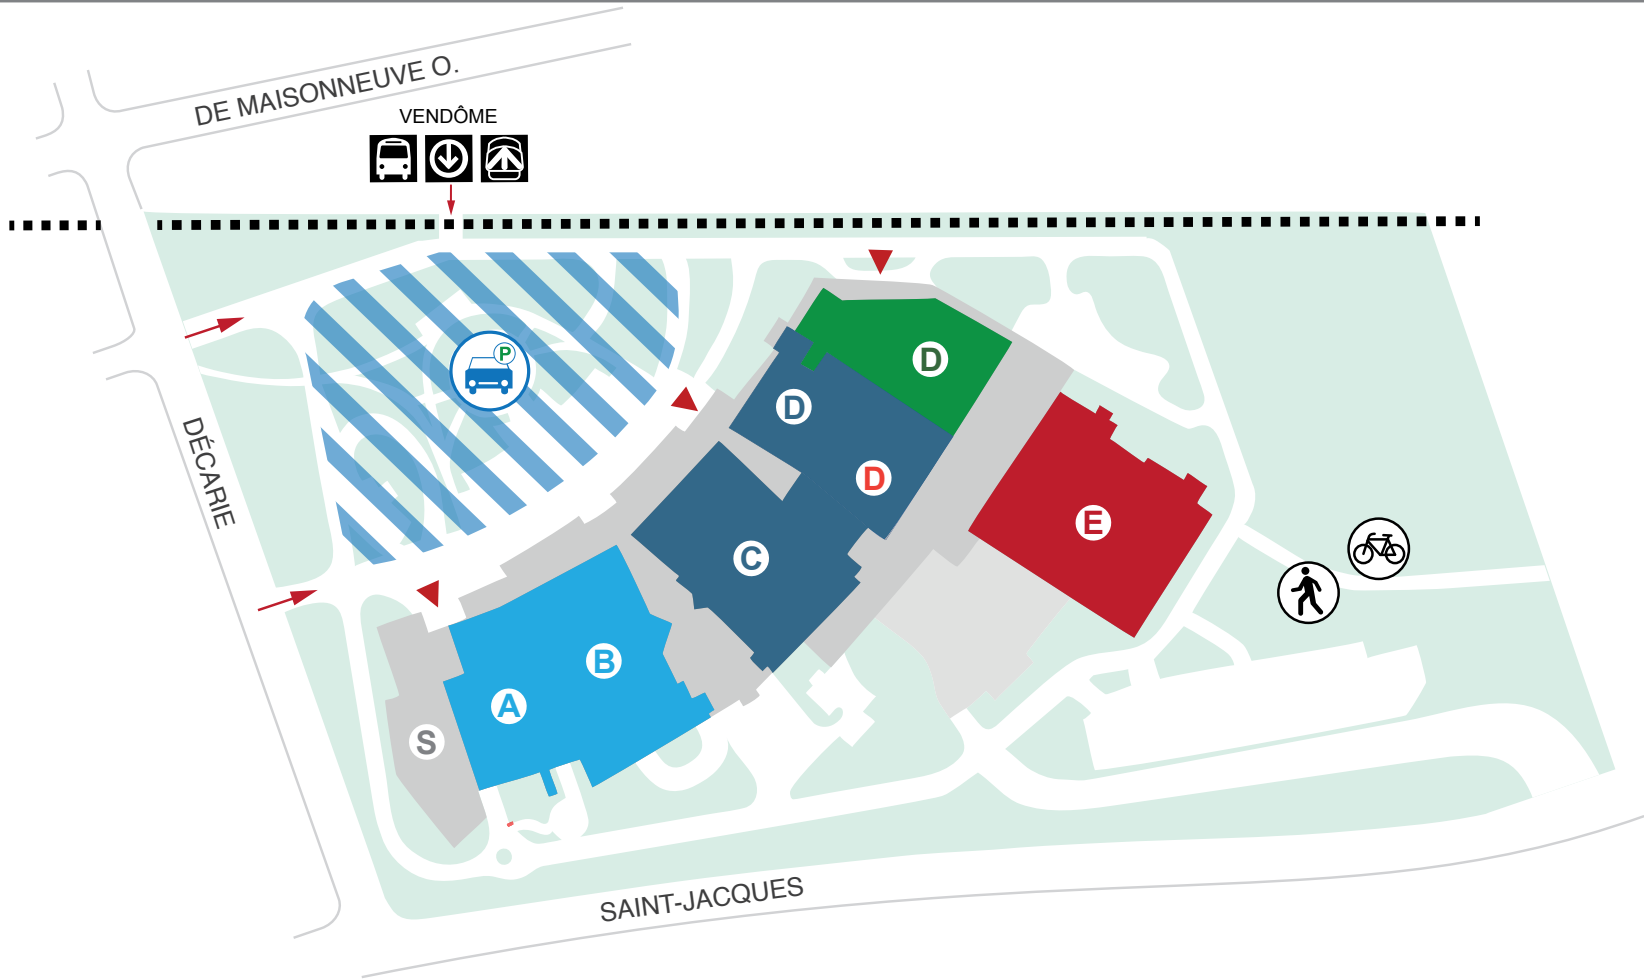 DE MAISONNEUVE O.
VENDÔME
P
D
D
D
DÉCARIE
E
C
B
A
S
SAINT-JACQUES